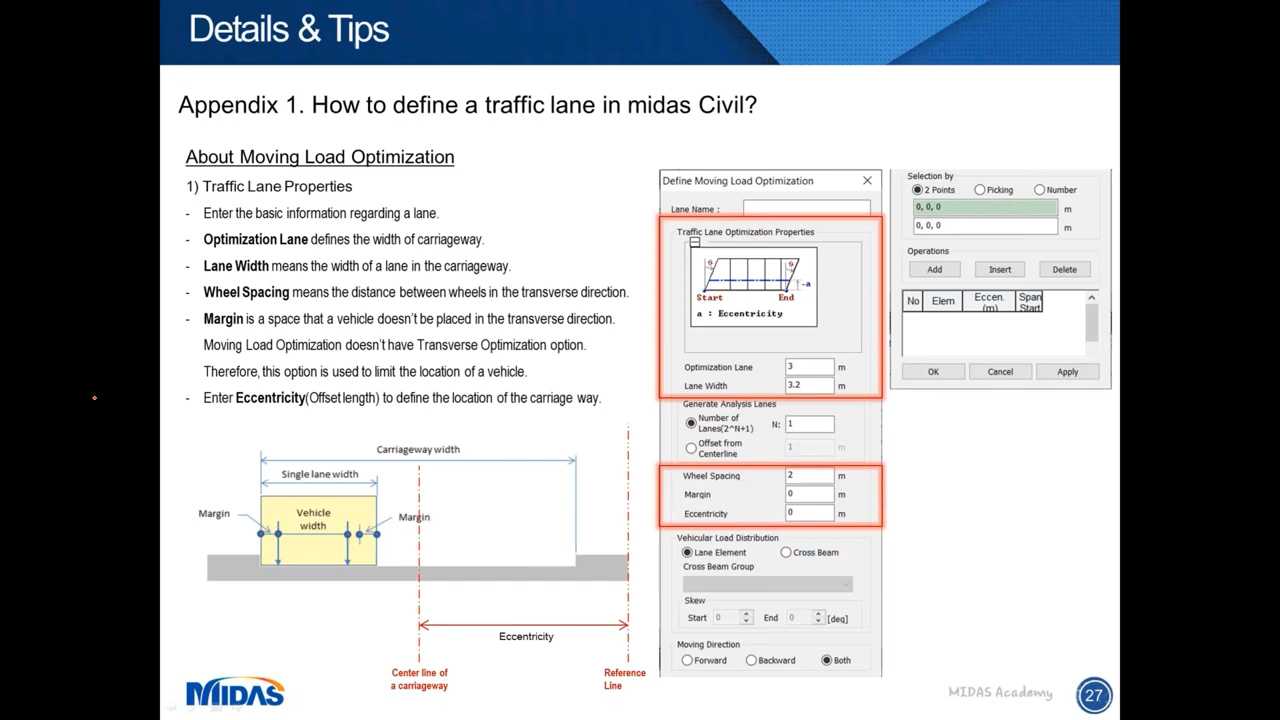 Details & Tips
Appendix 1. How to define a traffic lane in midas Civil?
About Moving Load Optimization
1) Traffic Lane Properties
- Enter the basic information regarding a lane.
- Optimization Lane defines the width of carriageway.
- Lane Width means the width of a lane in the carriageway.
- Wheel Spacing means the distance between wheels in the transverse direction.
- Margin is a space that a vehicle doesn't be placed in the transverse direction.
Moving Load Optimization doesn't have Transverse Optimization option.
Therefore, this option is used to limit the location of a vehicle.
- Enter Eccentricity(Offset length) to define the location of the carriage way.
Carriageway width
Single lane width
Margin
Vehicle
width
Margin
Eccentricity
Center line of
a carriageway
Reference
Line
Define Moving Load Optimization
Lane Name :
Traffic Lane Optimization Properties
-a
Start End
a : Eccentricity
Optimization Lane 3 m
Lane Width 3.2 m
Generate Analysis Lanes
Number of
Lanes(2^N+1) N: 1
Offset from
Centerline 1 m
Wheel Spacing 2 m
Margin 0 m
Eccentricity 0 m
Vehicular Load Distribution
Lane Element Cross Beam
Cross Beam Group
Skew
Start 0 End 0 [deg]
Moving Direction
Forward Backward Both
Selection by
2 Points Picking Number
0, 0, 0 m
0, 0, 0 m
Operations
Add Insert Delete
No Elem Eccen.
(m) Span
Start
OK Cancel Apply
MIDAS
MIDAS Academy
27